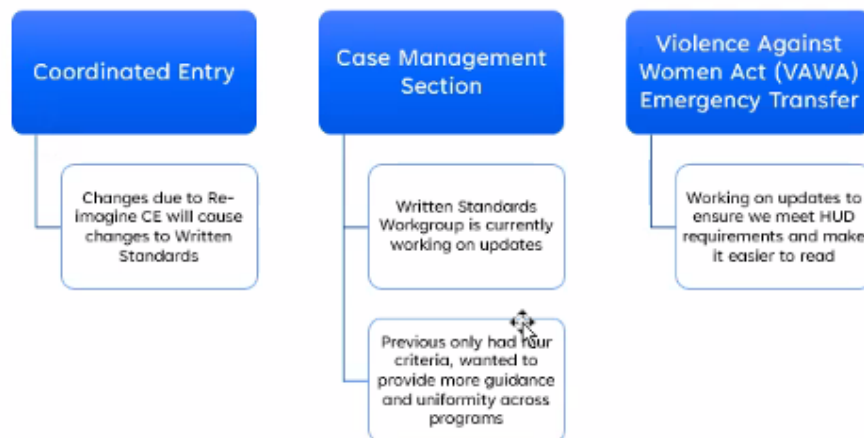 Coordinated Entry
Changes due to Re-
imagine CE will cause
changes to Written
Standards
Case Management
Section
Written Standards
Workgroup is currently
working on updates
Previous only had four
criteria, wanted to
provide more guidance
and uniformity across
programs
Violence Against
Women Act (VAWA)
Emergency Transfer
Working on updates to
ensure we meet HUD
requirements and make
it easier to read